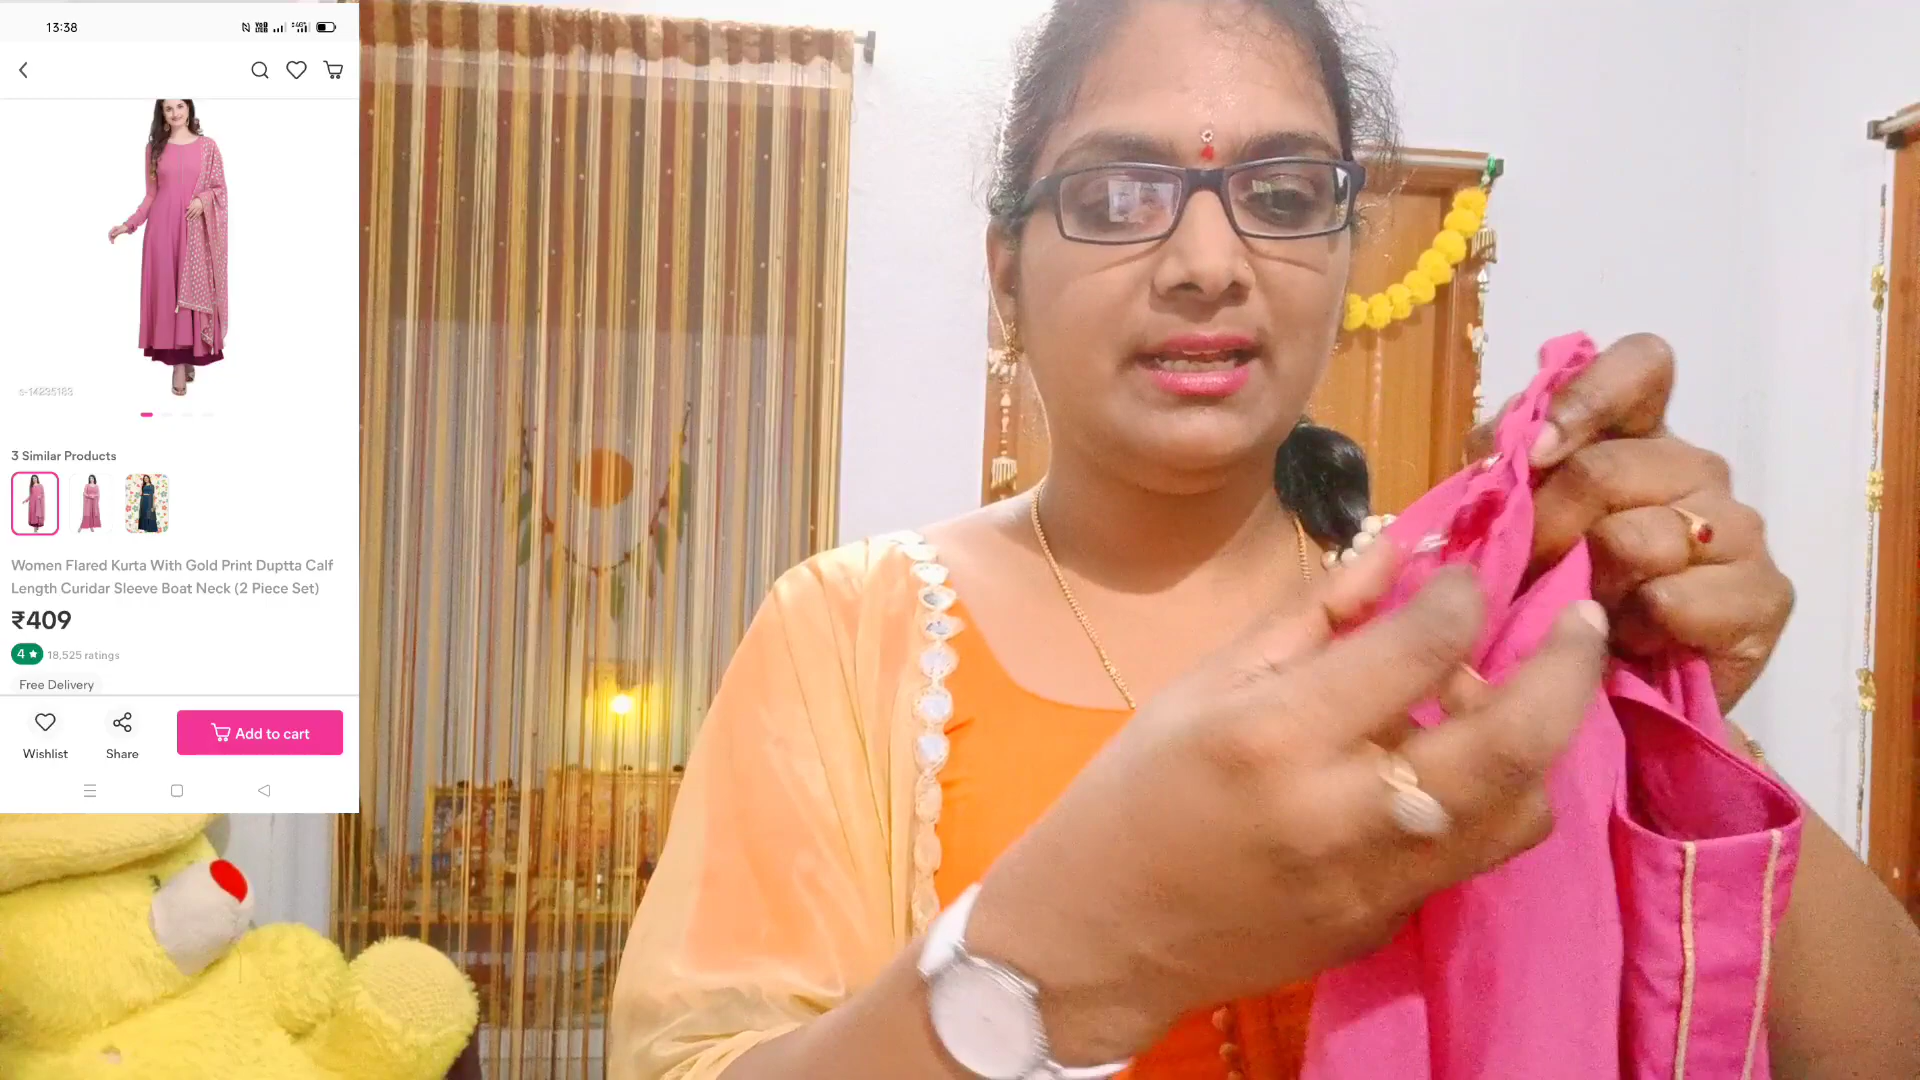 13:38
3 Similar Products
Women Flared Kurta With Gold Print Duptta Calf
Length Curidar Sleeve Boat Neck (2 Piece Set)
₹409
4 ★ 18,525 ratings
Free Delivery
Wishlist
Share
Add to cart